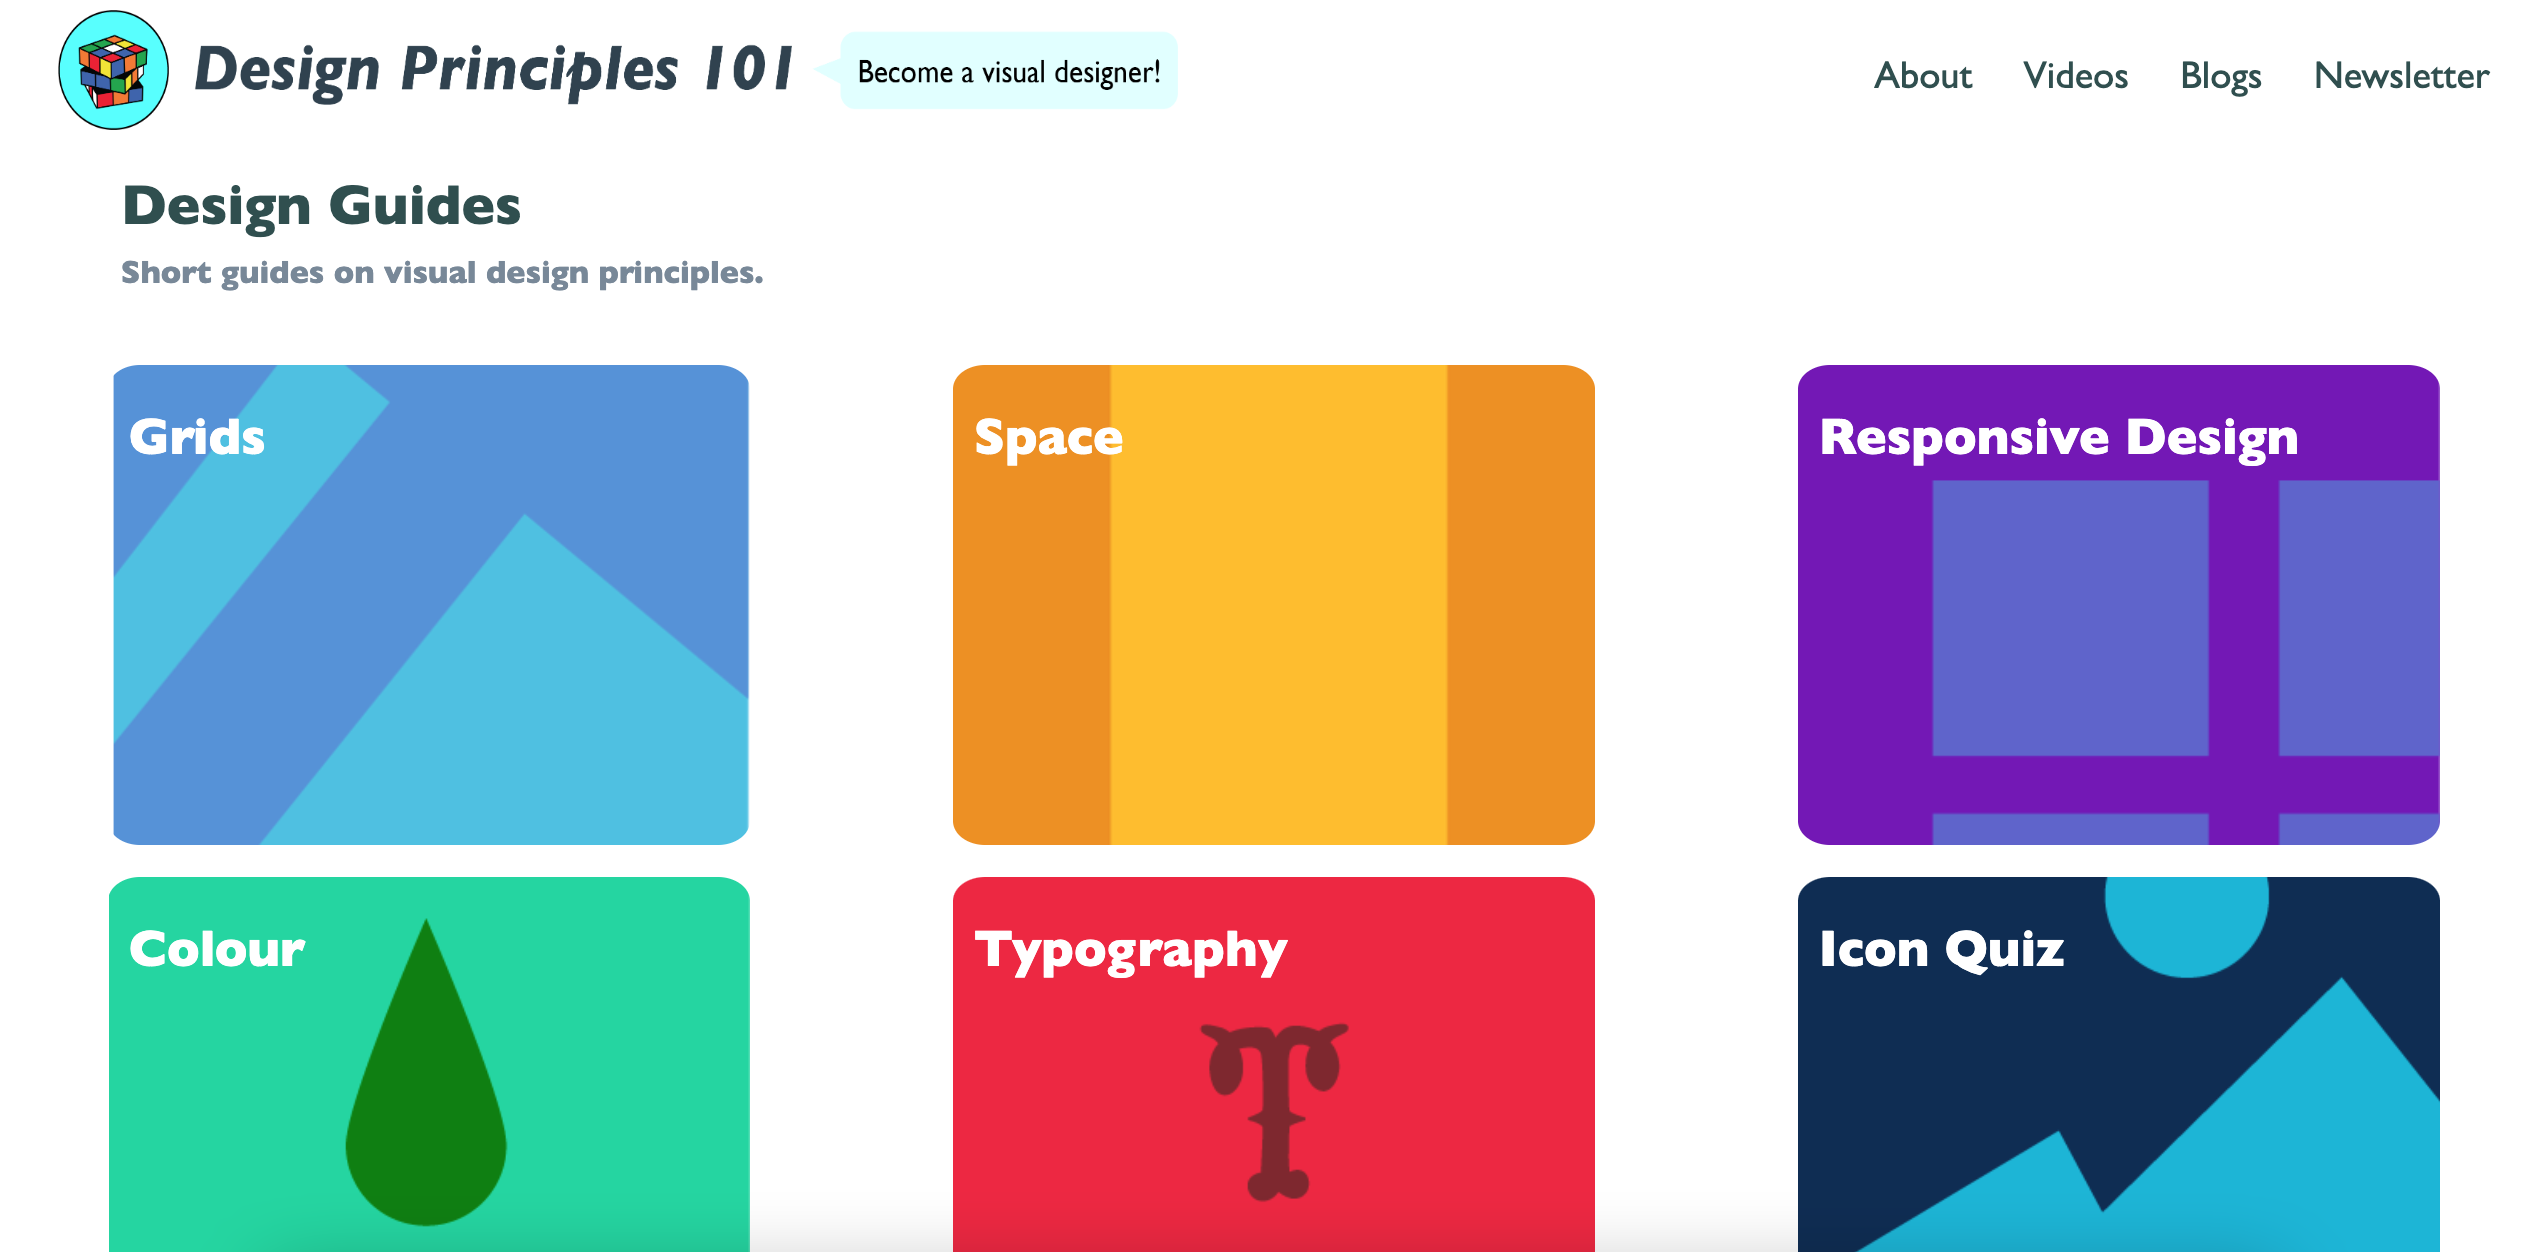 Design Principles 101
Become a visual designer!
About Videos Blogs Newsletter
Design Guides
Short guides on visual design principles.
Grids
Space
Responsive Design
Colour
Typography
T
Icon Quiz